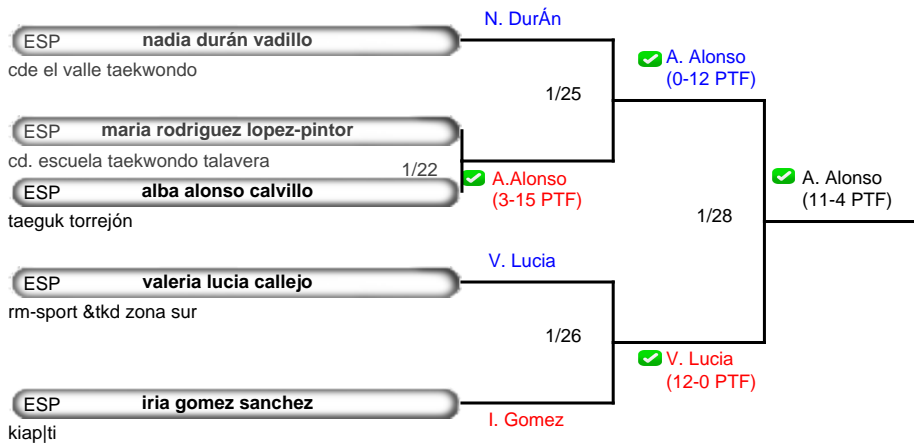 N. DurÁn
ESP nadia durán vadillo
cde el valle taekwondo
A. Alonso
(0-12 PTF)
1/25
ESP maria rodriguez lopez-pintor
cd. escuela taekwondo talavera
1/22
A.Alonso
(3-15 PTF)
ESP alba alonso calvillo
taeguk torrejón
A. Alonso
(11-4 PTF)
1/28
V. Lucia
ESP valeria lucia callejo
rm-sport &tkd zona sur
1/26
V. Lucia
(12-0 PTF)
ESP iria gomez sanchez
I. Gomez
kiap|ti